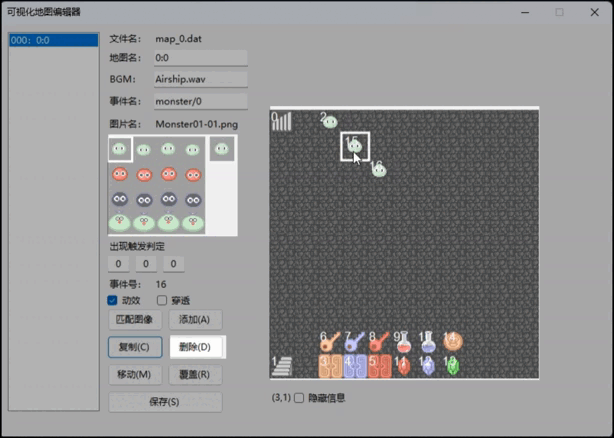 可视化地图编辑器
000: 0:0
文件名: map_0.dat
地图名: 0:0
BGM: Airship.wav
事件名: monster/0
图片名: Monster01-01.png
出现触发判定
0 0 0
事件号: 16
动效 穿透
匹配图像 添加(A)
复制(C) 删除(D)
移动(M) 覆盖(R)
保存(S)
0 2
15
16
6 7 8 9 1
1 3 4 5 11 12 13
(3,1) 隐藏信息